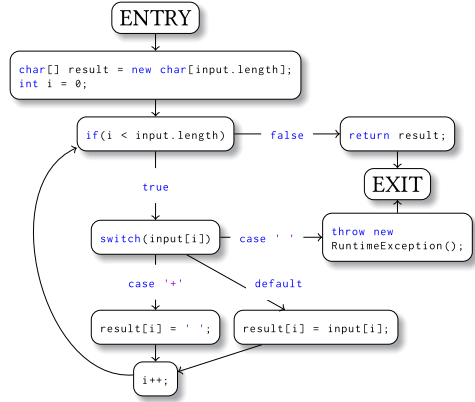 ENTRY
char[] result = new char[input.length];
int i = 0;
if(i < input.length)
false
return result;
true
EXIT
switch(input[i])
case ' '
throw new
RuntimeException();
case '+'
default
result[i] = ' ';
result[i] = input[i];
i++;